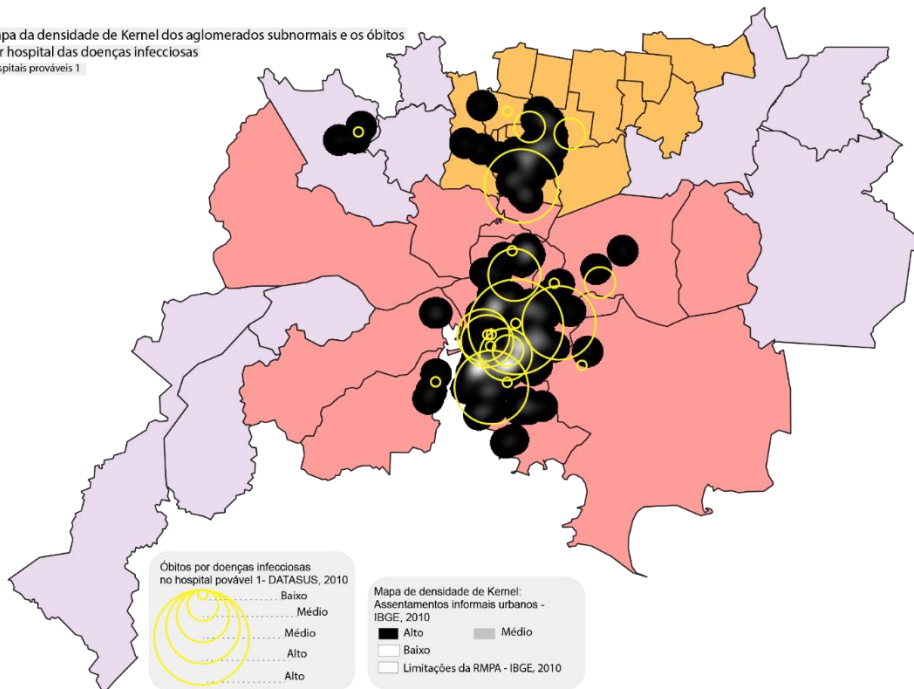 pa da densidade de Kernel dos aglomerados subnormais e os óbitos
r hospital das doenças infecciosas
spitais prováveis 1
Óbitos por doenças infecciosas
no hospital povável 1- DATASUS, 2010
Baixo
Médio
Médio
Alto
Alto
Mapa de densidade de Kernel:
Assentamentos informais urbanos -
IBGE, 2010
Alto Médio
Baixo
Limitações da RMPA - IBGE, 2010